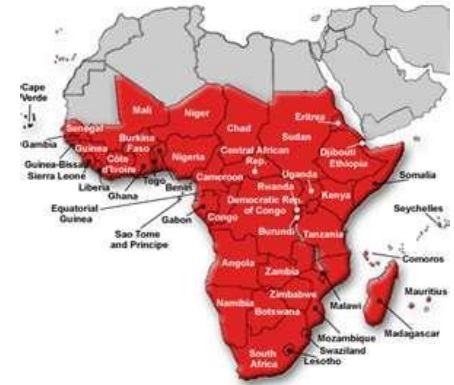 Cape
Verde
Mali
Niger
Eritrea
Senegal
Chad
Sudan
Gambia
Burkina
Faso
Guinea
Djibouti
Guinea-Bissa
Nigeria
Central African
Rep.
Ethiopia
Côte
d'Ivoire
Sierra Leone
Cameroon
Uganda
Somalia
Liberia
Togo
Benin
Rwanda
Kenya
Ghana
Equatorial
Guinea
Democratic Rep.
of Congo
Seychelles
Gabon
Congo
Sao Tome
and Principe
Burundi
Tanzania
Comoros
Angola
Zambia
Mauritius
Malawi
Zimbabwe
Namibia
Botswana
Madagascar
Mozambique
Swaziland
South
Africa
Lesotho